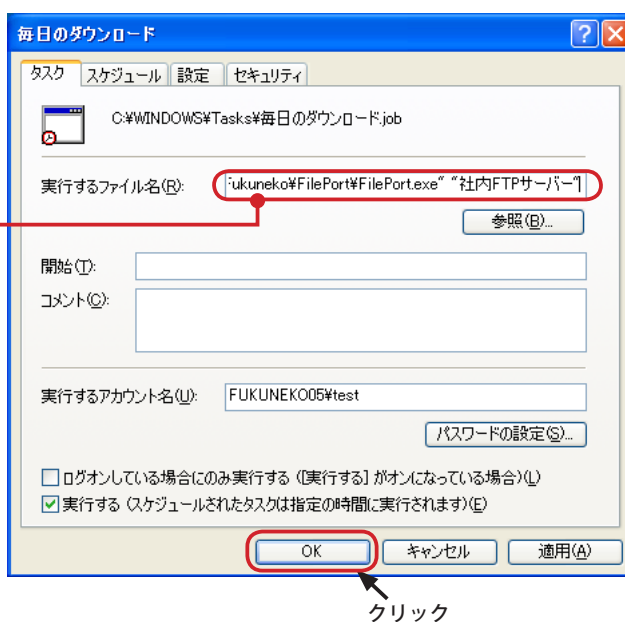 毎日のダウンロード
タスク スケジュール 設定 セキュリティ
C:¥WINDOWS¥Tasks¥毎日のダウンロード.job
実行するファイル名(R): ukuneko¥FilePort¥FilePort.exe" "社内FTPサーバー"
参照(B)...
開始(T):
コメント(C):
実行するアカウント名(U): FUKUNEKO05¥test
パスワードの設定(S)...
ログオンしている場合にのみ実行する ([実行する] がオンになっている場合)(L)
実行する (スケジュールされたタスクは指定の時間に実行されます)(E)
OK キャンセル 適用(A)
クリック